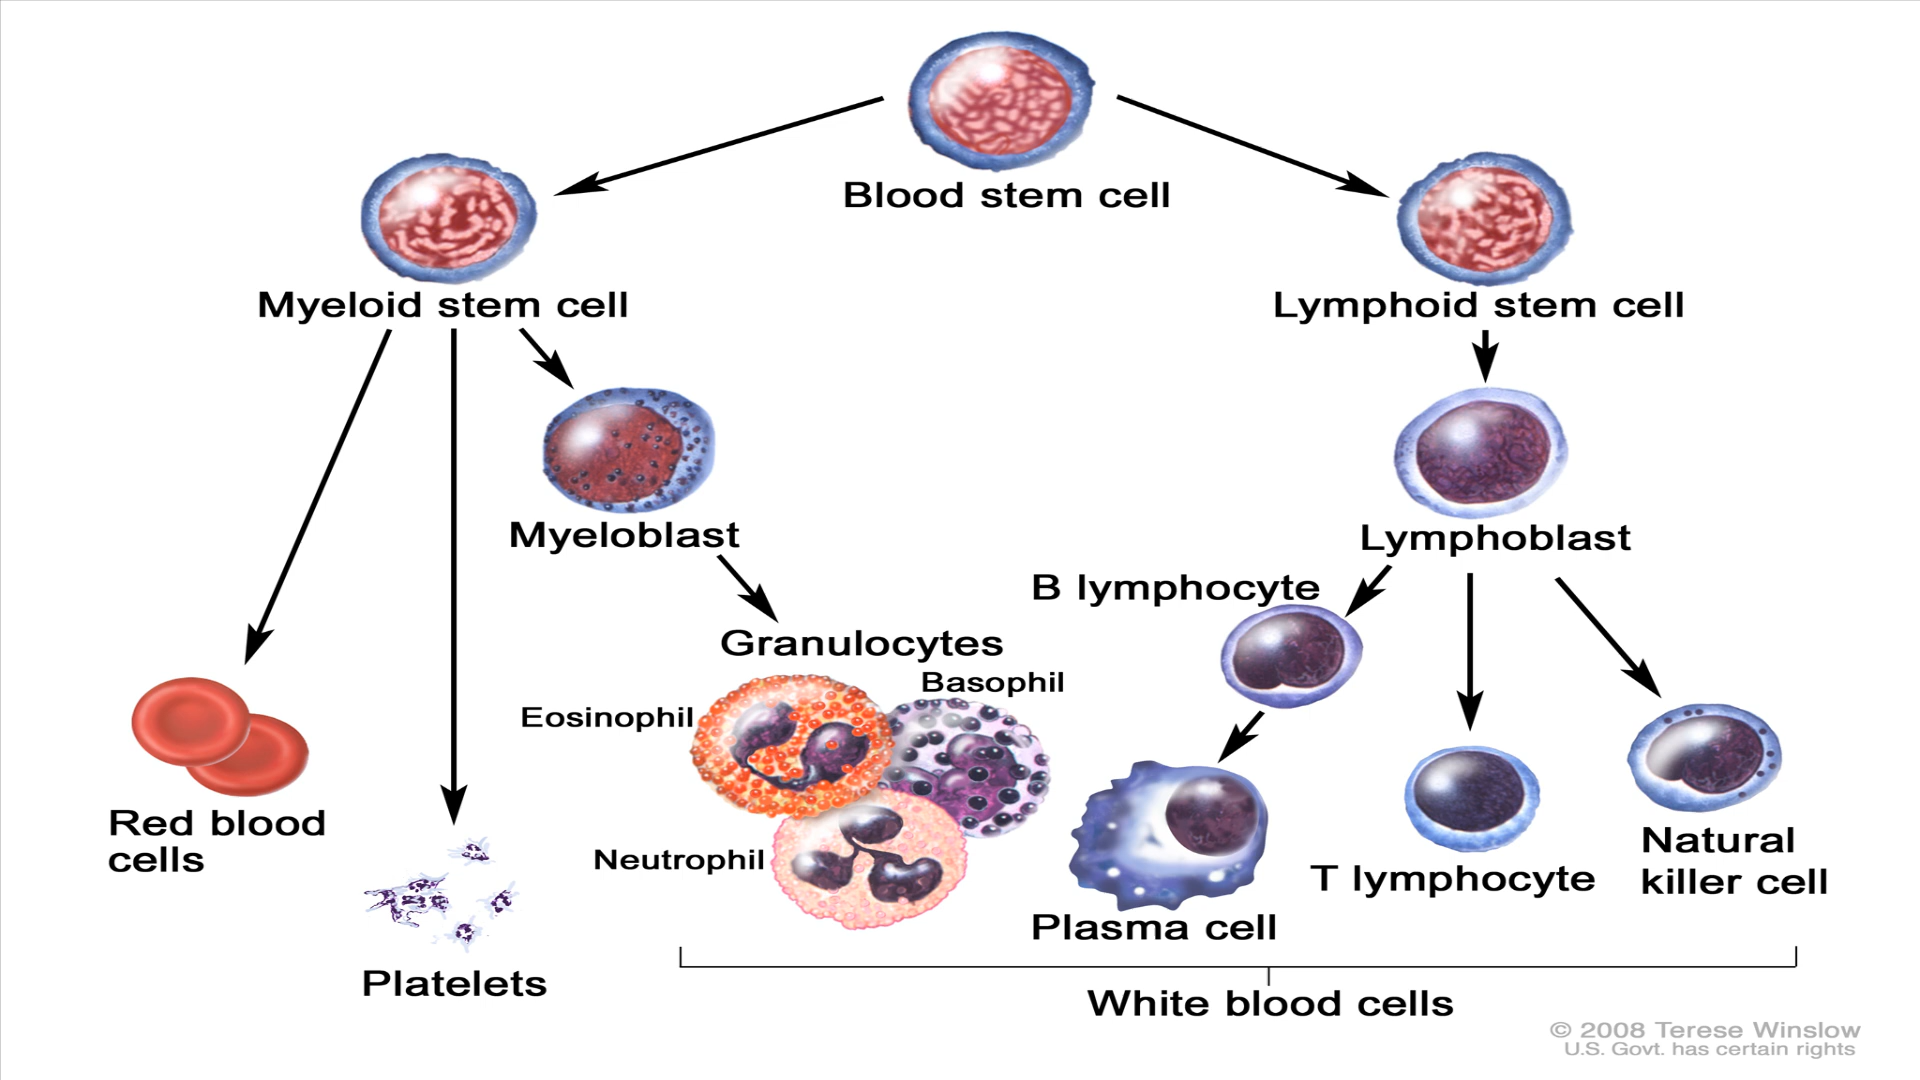 Blood stem cell
Myeloid stem cell
Lymphoid stem cell
Myeloblast
Lymphoblast
B lymphocyte
Granulocytes
Basophil
Eosinophil
Neutrophil
Red blood
cells
Platelets
Plasma cell
T lymphocyte
Natural
killer cell
White blood cells
© 2008 Terese Winslow
U.S. Govt. has certain rights